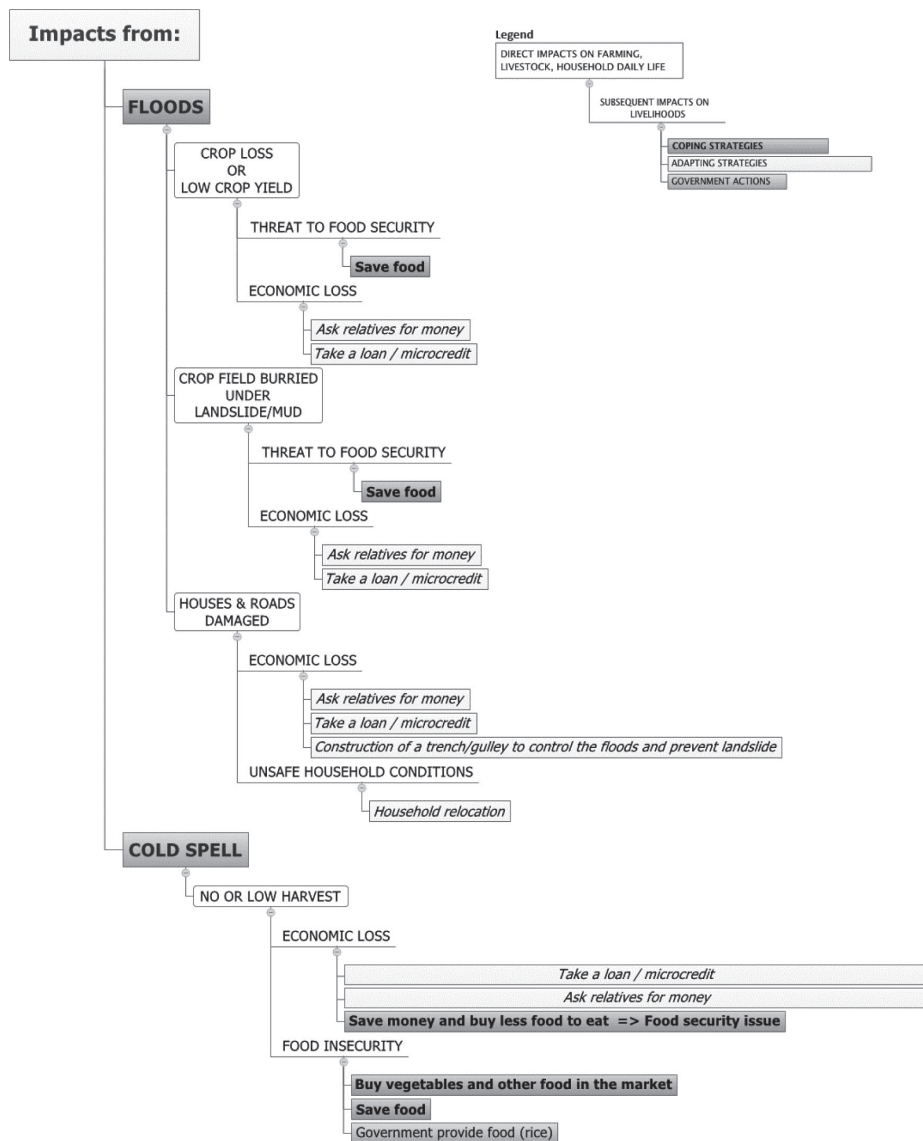 Impacts from:
Legend
DIRECT IMPACTS ON FARMING,
LIVESTOCK, HOUSEHOLD DAILY LIFE
SUBSEQUENT IMPACTS ON
LIVELIHOODS
COPING STRATEGIES
ADAPTING STRATEGIES
GOVERNMENT ACTIONS
FLOODS
CROP LOSS
OR
LOW CROP YIELD
THREAT TO FOOD SECURITY
Save food
ECONOMIC LOSS
Ask relatives for money
Take a loan / microcredit
CROP FIELD BURRIED
UNDER
LANDSLIDE/MUD
THREAT TO FOOD SECURITY
Save food
ECONOMIC LOSS
Ask relatives for money
Take a loan / microcredit
HOUSES & ROADS
DAMAGED
ECONOMIC LOSS
Ask relatives for money
Take a loan / microcredit
Construction of a trench/gulley to control the floods and prevent landslide
UNSAFE HOUSEHOLD CONDITIONS
Household relocation
COLD SPELL
NO OR LOW HARVEST
ECONOMIC LOSS
Take a loan / microcredit
Ask relatives for money
Save money and buy less food to eat => Food security issue
FOOD INSECURITY
Buy vegetables and other food in the market
Save food
Government provide food (rice)